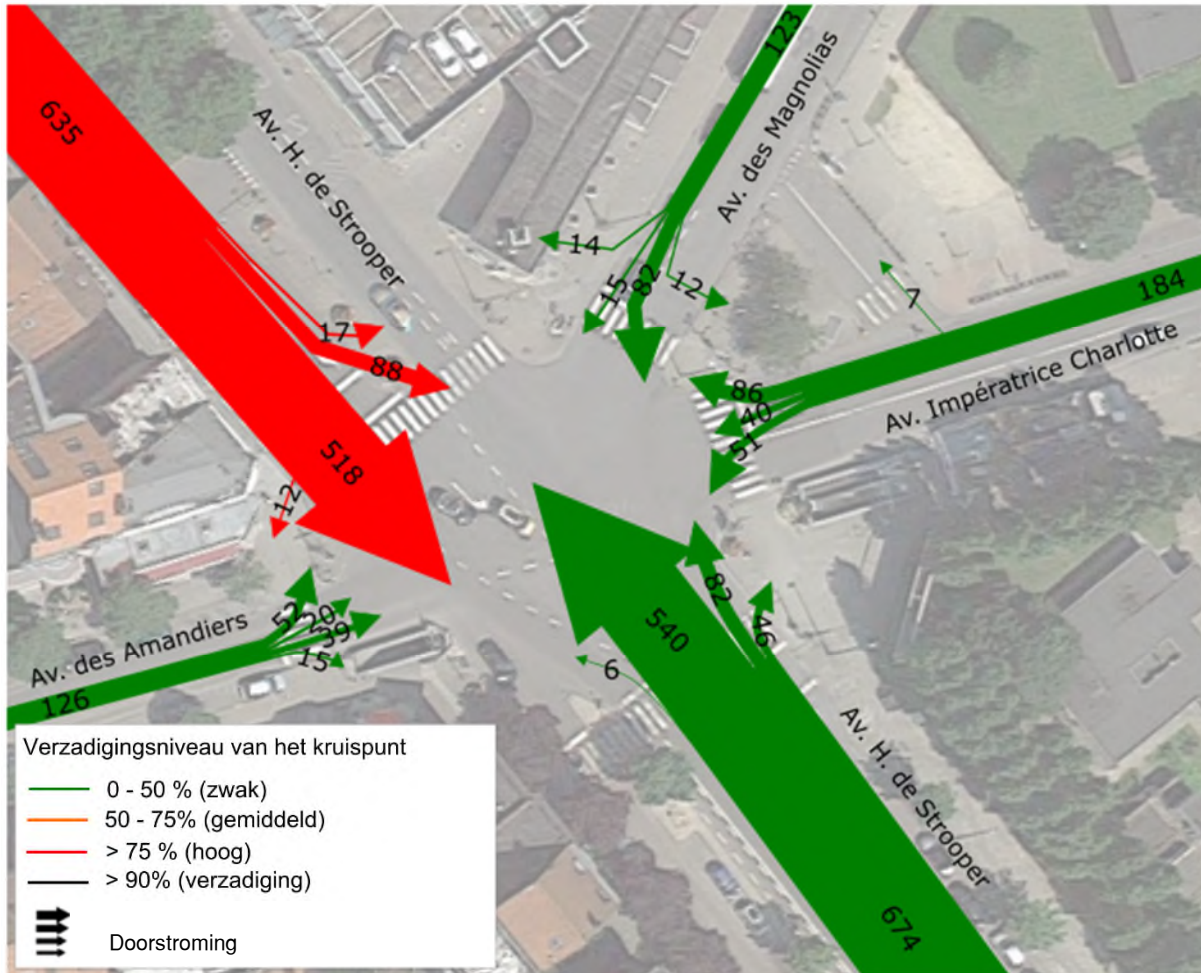 123
635
Av. H. de Strooper
Av. des Magnolias
14
82
15
12
7
184
17
88
Av. Impératrice Charlotte
86
40
51
518
12
82
46
540
52
20
39
15
6
Av. des Amandiers
126
Av. H. de Strooper
674
Verzadigingsniveau van het kruispunt
0 - 50 % (zwak)
50 - 75% (gemiddeld)
> 75 % (hoog)
> 90% (verzadiging)
Doorstroming